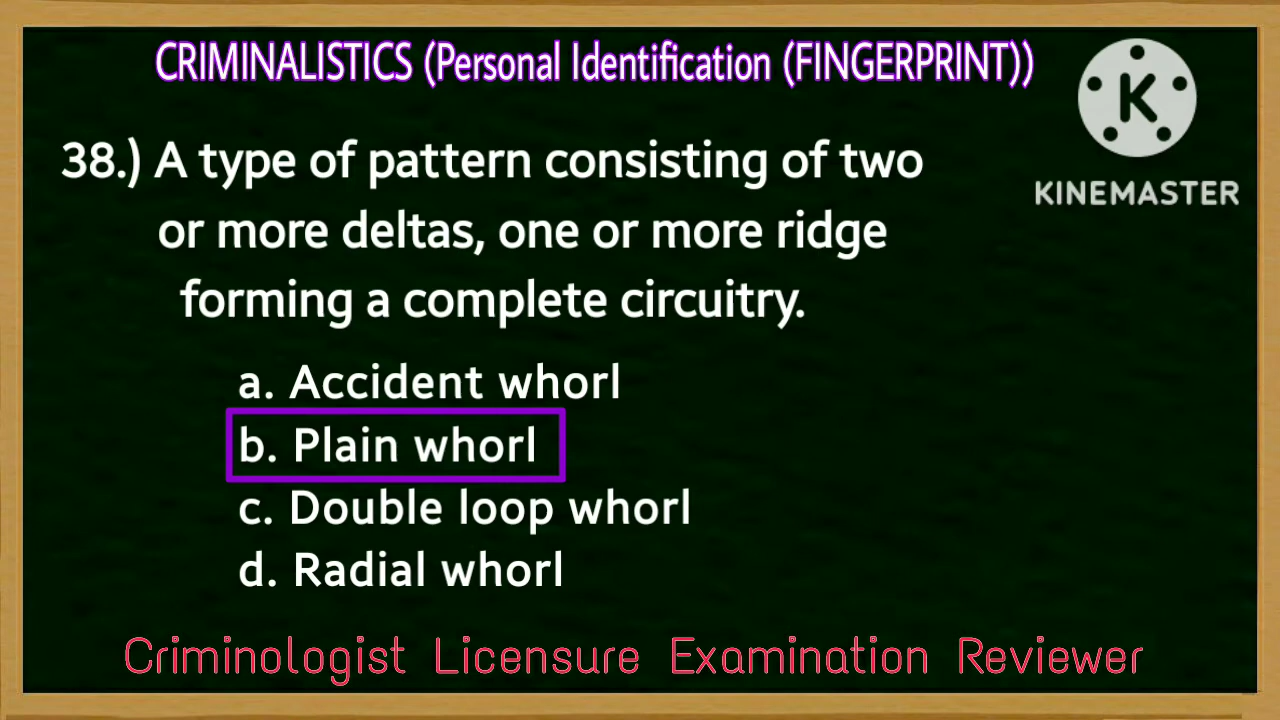 CRIMINALISTICS (Personal Identification (FINGERPRINT))
K
KINEMASTER
38.) A type of pattern consisting of two
or more deltas, one or more ridge
forming a complete circuitry.
a. Accident whorl
b. Plain whorl
c. Double loop whorl
d. Radial whorl
Criminologist Licensure Examination Reviewer